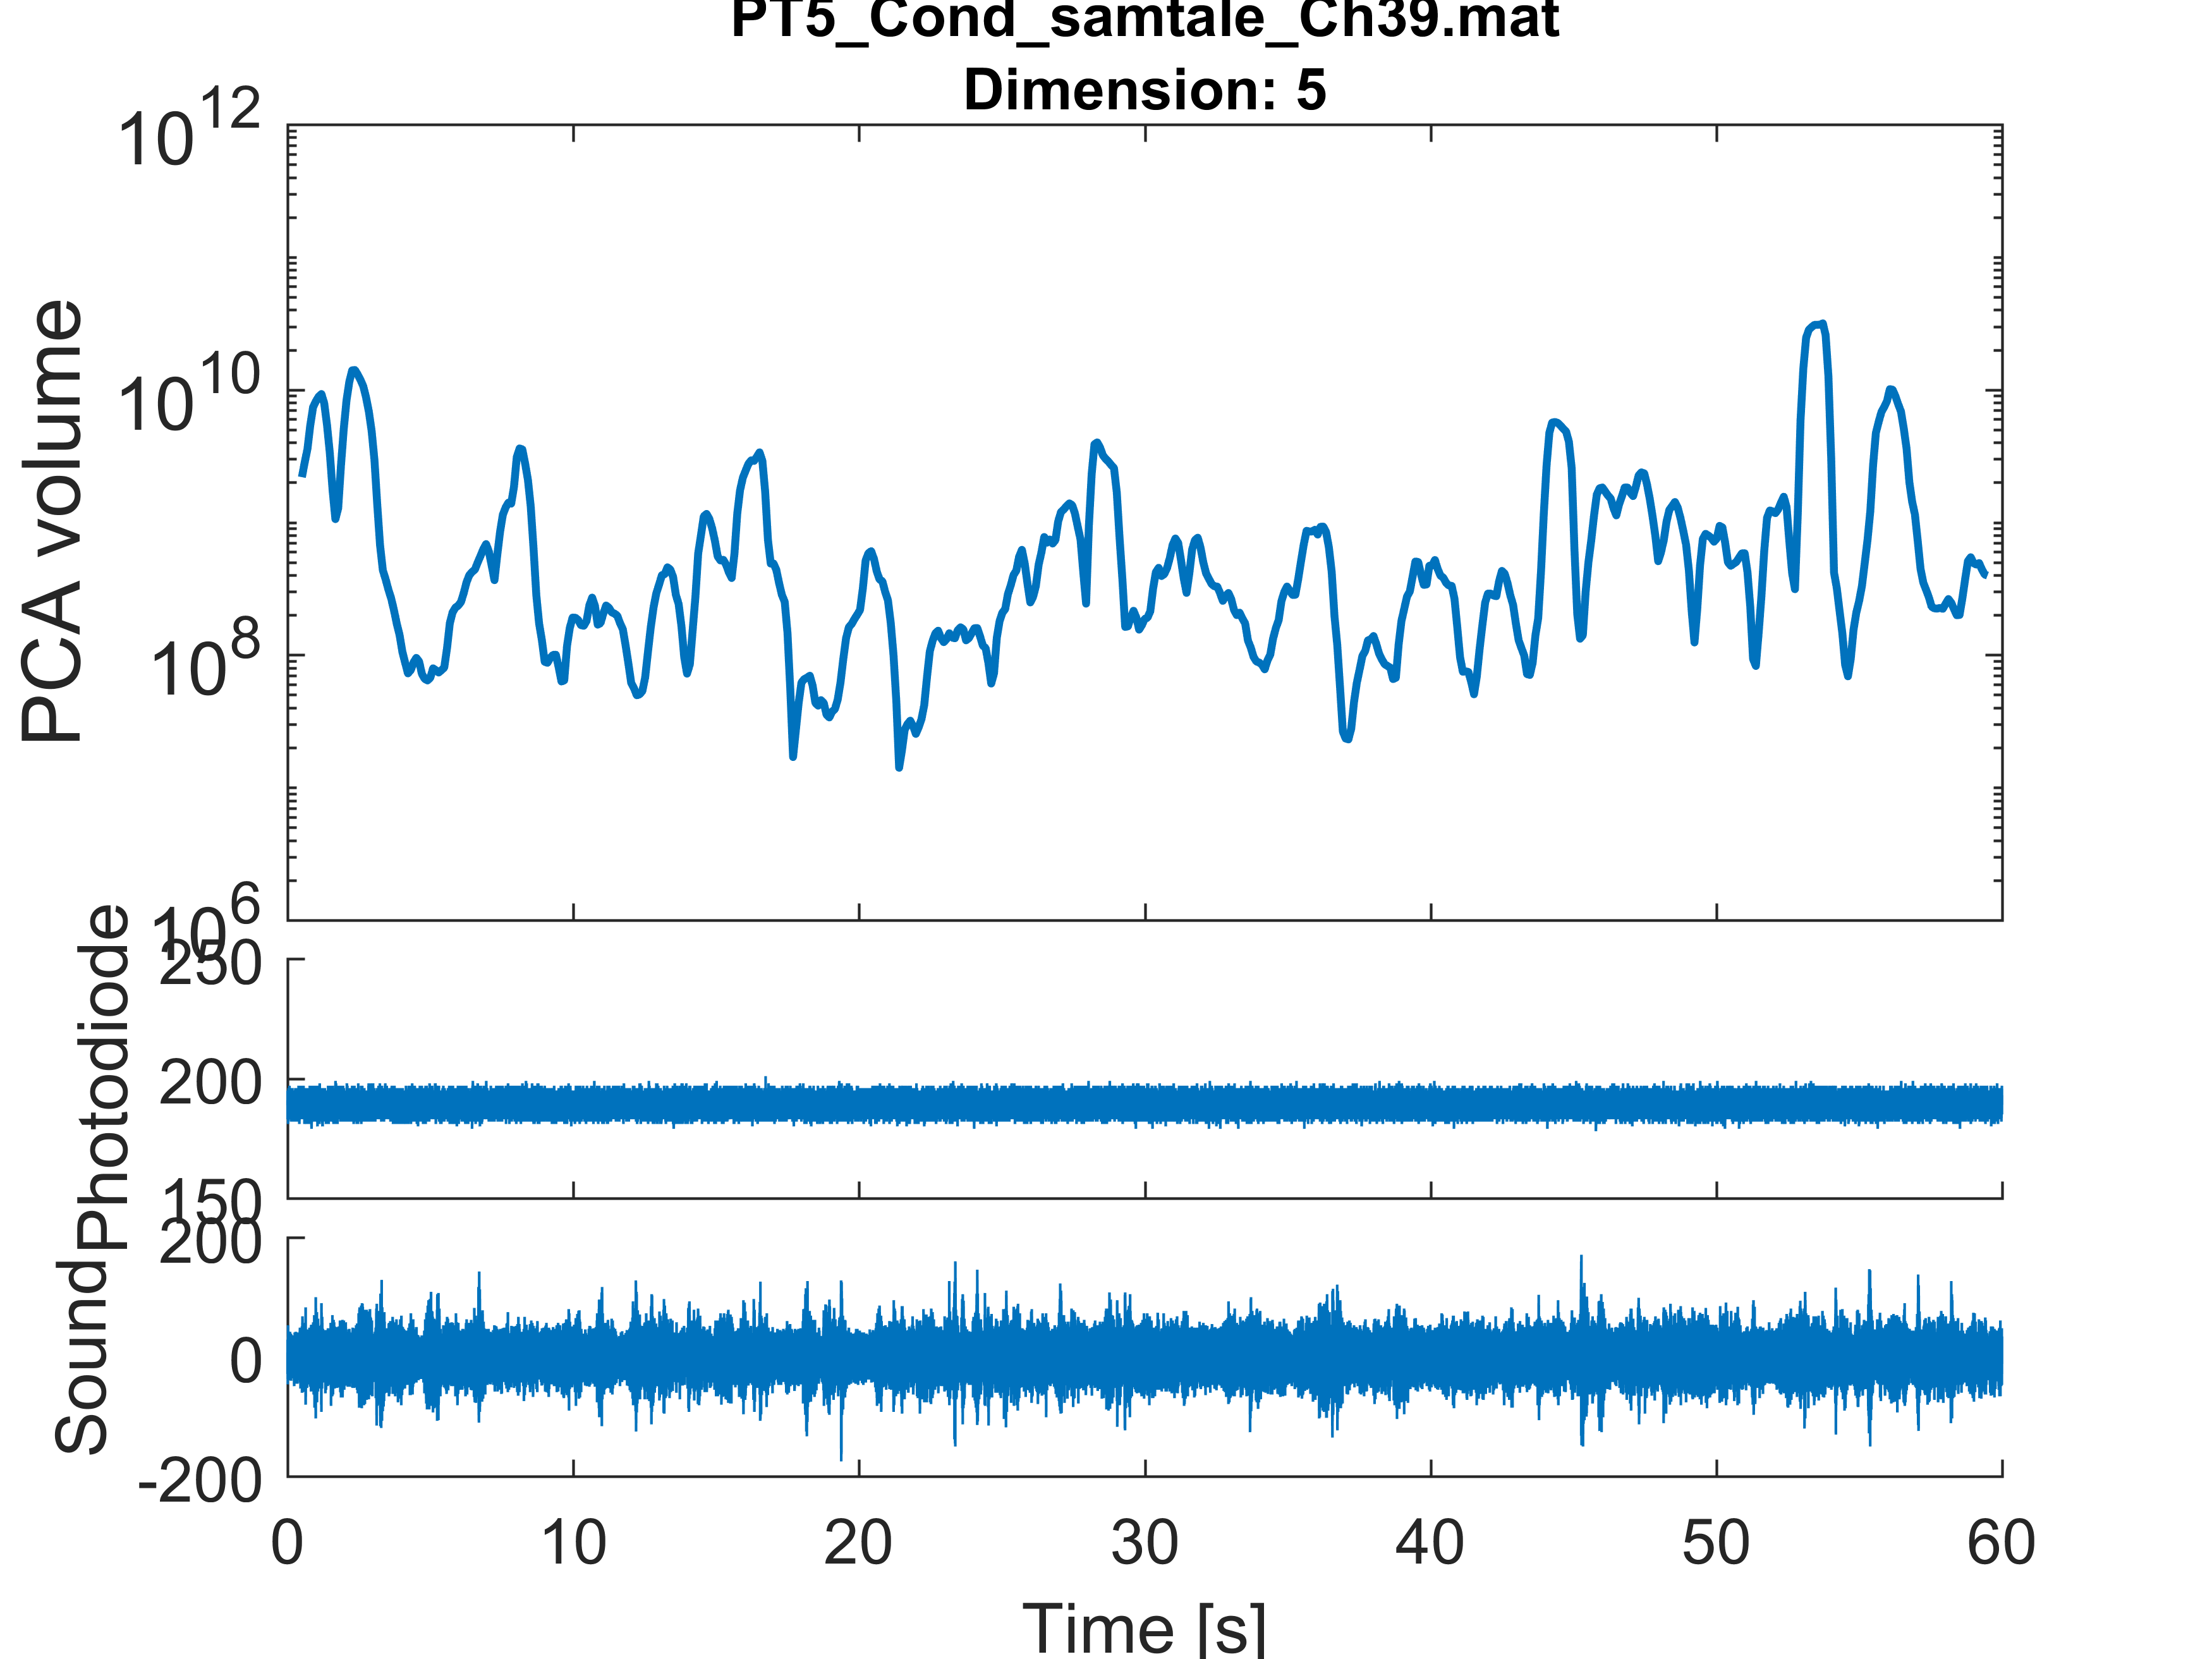 PT5_Cond_samtale_Ch39.mat
Dimension: 5
PCA volume
10^12
10^10
10^8
10^6
Photodiode
250
200
150
Sound
200
0
-200
0 10 20 30 40 50 60
Time [s]